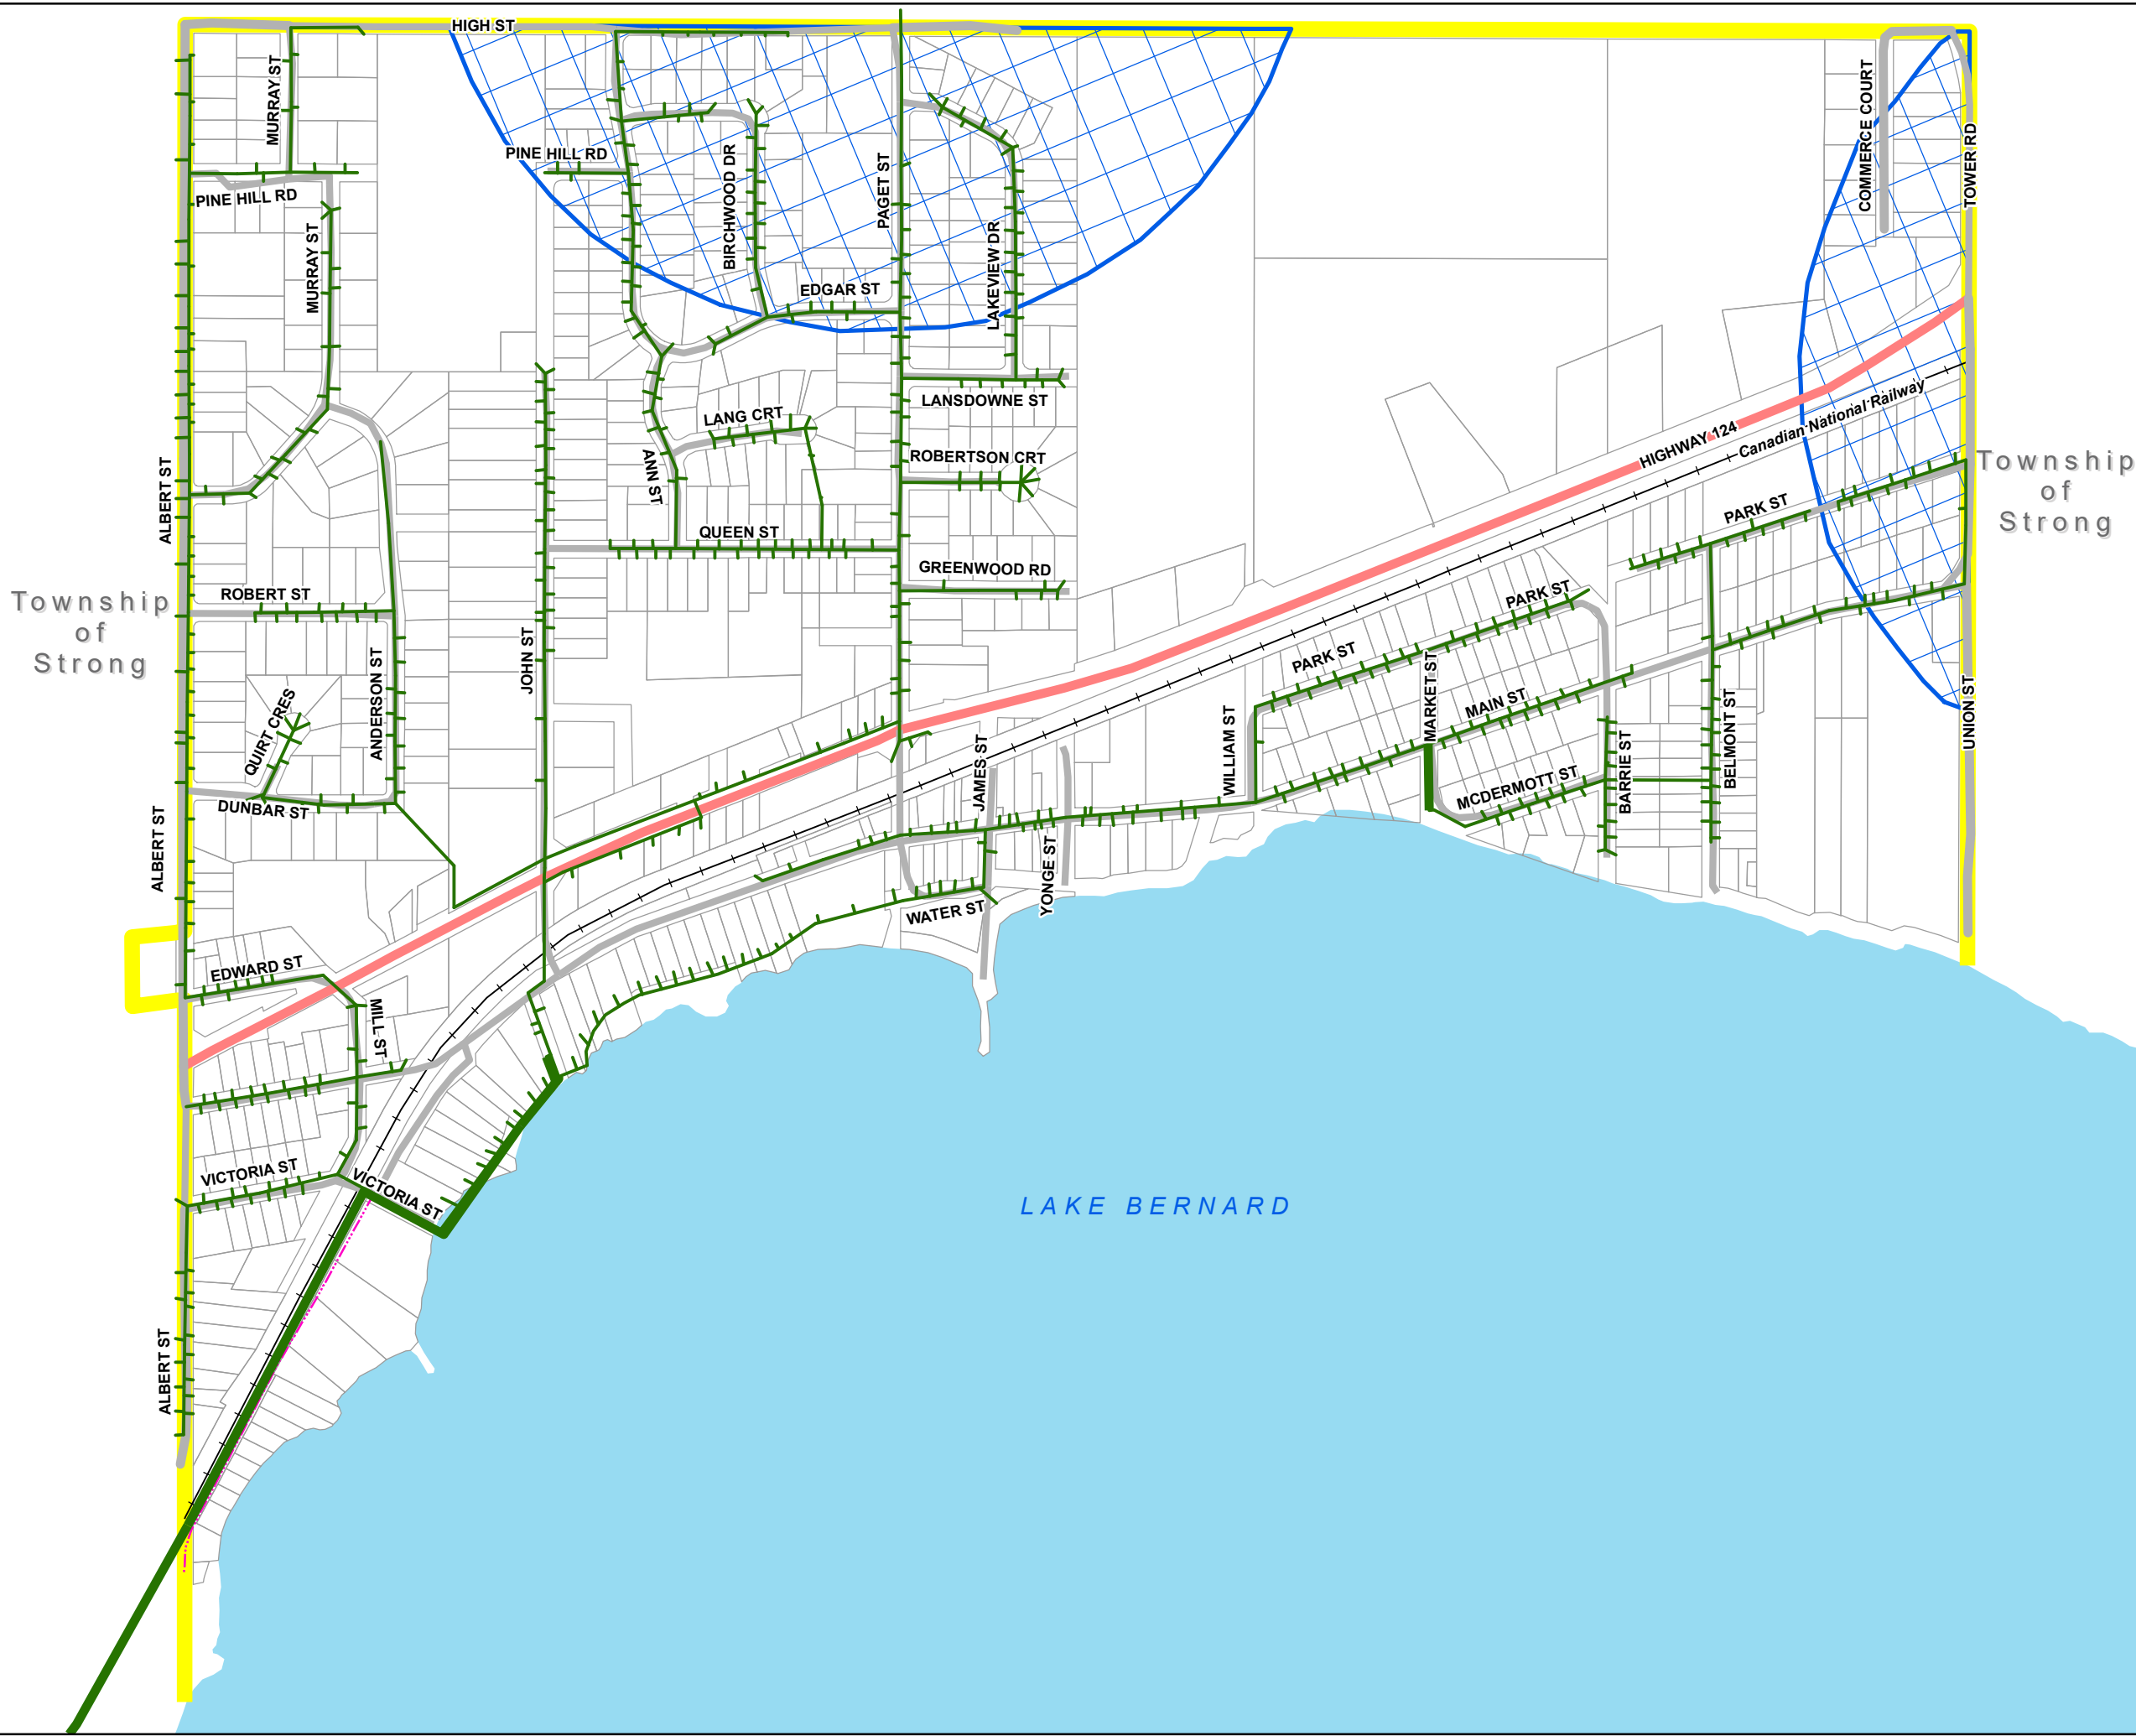 HIGH ST
MURRAY ST
COMMERCE COURT
TOWER RD
PINE HILL RD
BIRCHWOOD DR
PAGET ST
PINE HILL RD
MURRAY ST
LAKEVIEW DR
EDGAR ST
LANSDOWNE ST
LANG CRT
HIGHWAY 124
Canadian National Railway
ROBERTSON CRT
ALBERT ST
ANN ST
Township
of
Strong
PARK ST
QUEEN ST
GREENWOOD RD
ROBERT ST
PARK ST
Township
of
Strong
JOHN ST
PARK ST
ANDERSON ST
MARKET ST
MAIN ST
QUIRT CRES
WILLIAM ST
BELMONT ST
UNION ST
JAMES ST
BARRIE ST
MCDERMOTT ST
DUNBAR ST
ALBERT ST
YONGE ST
WATER ST
EDWARD ST
MILL ST
VICTORIA ST
VICTORIA ST
LAKE BERNARD
ALBERT ST